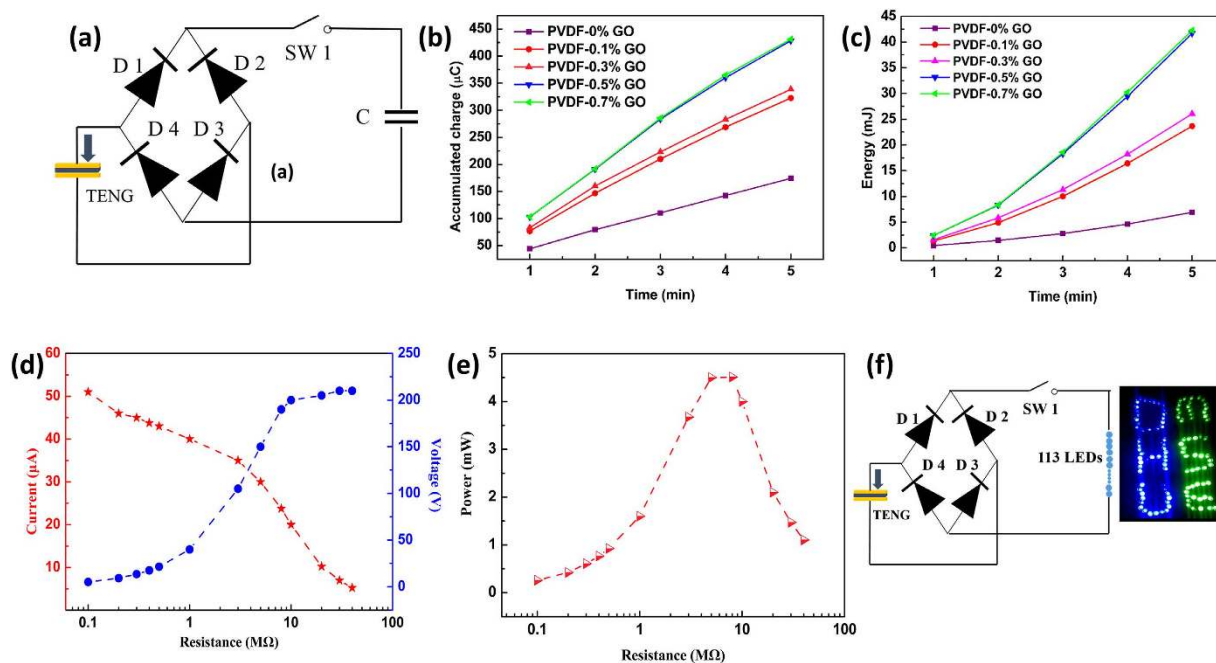 (a)
D 1
D 2
D 4
D 3
SW 1
C
TENG
(a)
(b)
PVDF-0% GO
PVDF-0.1% GO
PVDF-0.3% GO
PVDF-0.5% GO
PVDF-0.7% GO
Accumulated charge (µC)
450
400
350
300
250
200
150
100
50
1 2 3 4 5
Time (min)
(c)
PVDF-0% GO
PVDF-0.1% GO
PVDF-0.3% GO
PVDF-0.5% GO
PVDF-0.7% GO
Energy (mJ)
45
40
35
30
25
20
15
10
5
0
1 2 3 4 5
Time (min)
(d)
Current (µA)
60
50
40
30
20
10
Voltage (V)
250
200
150
100
50
0
0.1 1 10
Resistance (MΩ)
(e)
Power (mW)
5
4
3
2
1
0
0.1 1 10 100
Resistance (MΩ)
(f)
D 1
D 2
D 4
D 3
SW 1
113 LEDs
TENG